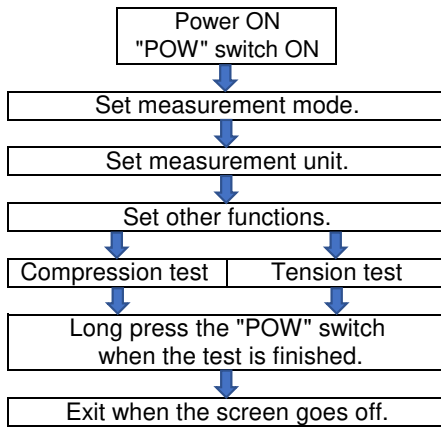 Power ON
"POW" switch ON
Set measurement mode.
Set measurement unit.
Set other functions.
Compression test
Tension test
Long press the "POW" switch
when the test is finished.
Exit when the screen goes off.